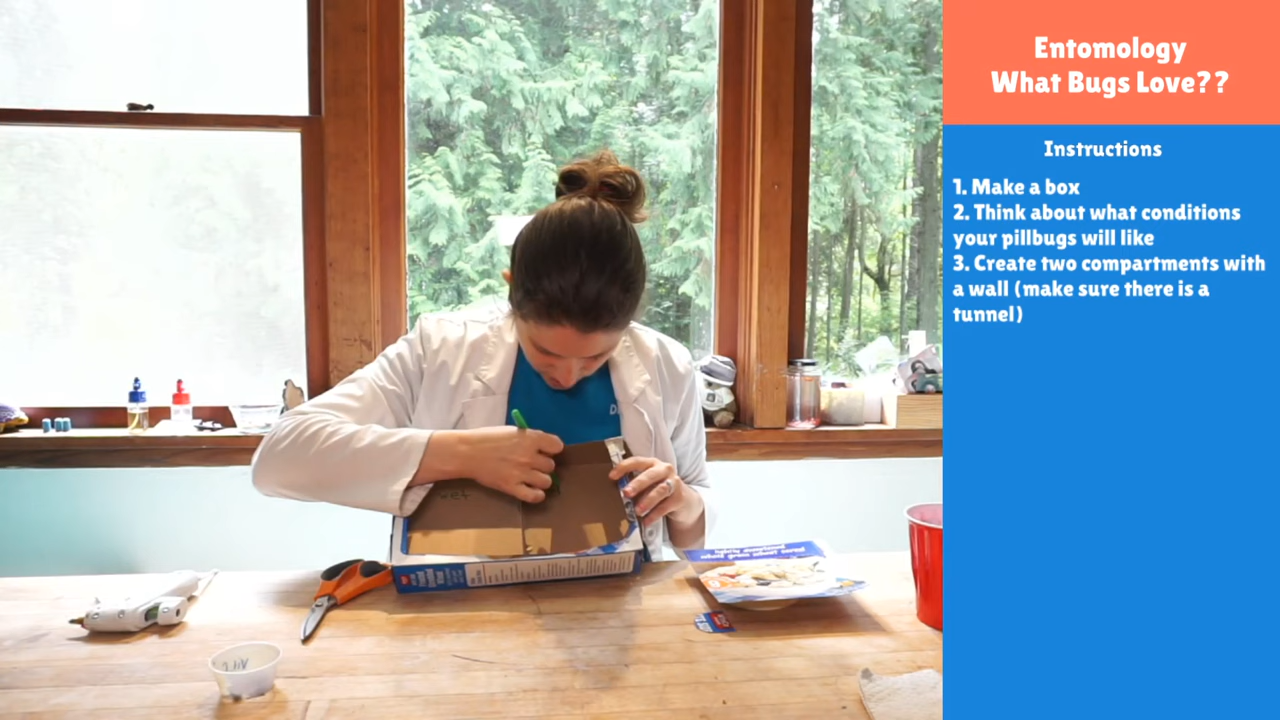 Entomology
What Bugs Love??
Instructions
1. Make a box
2. Think about what conditions
your pillbugs will like
3. Create two compartments with
a wall (make sure there is a
tunnel)